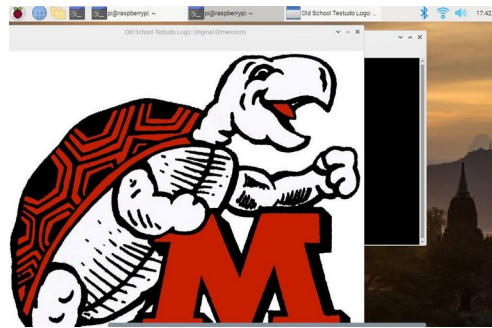 pi@raspberrypi: ~
pi@raspberrypi: ~
Old School Testudo Logo: ...
17:42
Old School Testudo Logo: Original Dimensions
M